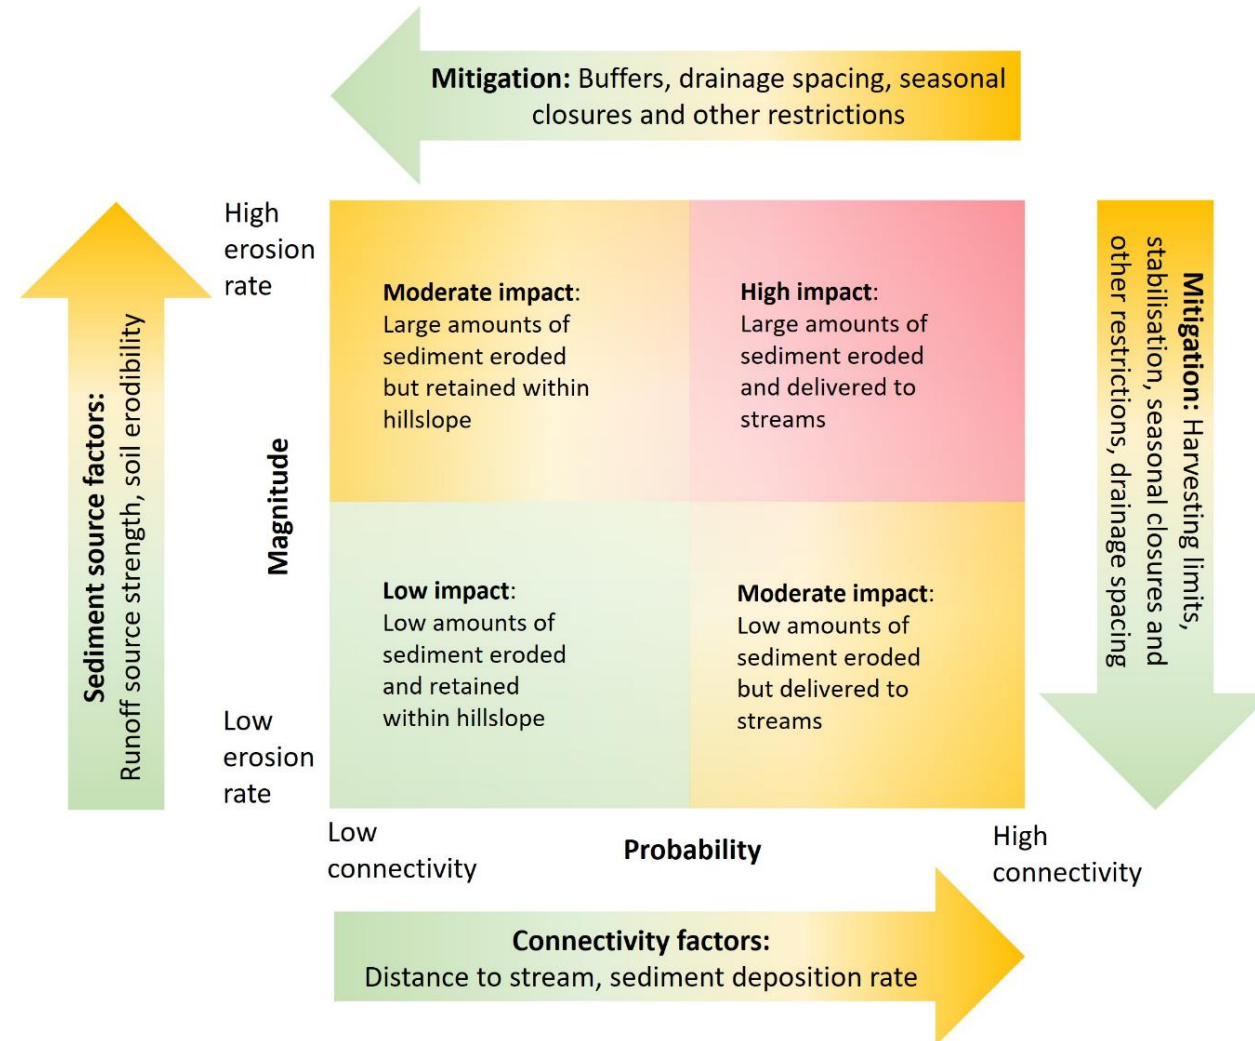 Mitigation: Buffers, drainage spacing, seasonal
closures and other restrictions
Sediment source factors:
Runoff source strength, soil erodibility
High
erosion
rate
Magnitude
Low
erosion
rate
Moderate impact:
Large amounts of
sediment eroded
but retained within
hillslope
High impact:
Large amounts of
sediment eroded
and delivered to
streams
Low impact:
Low amounts of
sediment eroded
and retained
within hillslope
Moderate impact:
Low amounts of
sediment eroded
but delivered to
streams
Mitigation: Harvesting limits,
stabilisation, seasonal closures and
other restrictions, drainage spacing
Low
connectivity
Probability
High
connectivity
Connectivity factors:
Distance to stream, sediment deposition rate